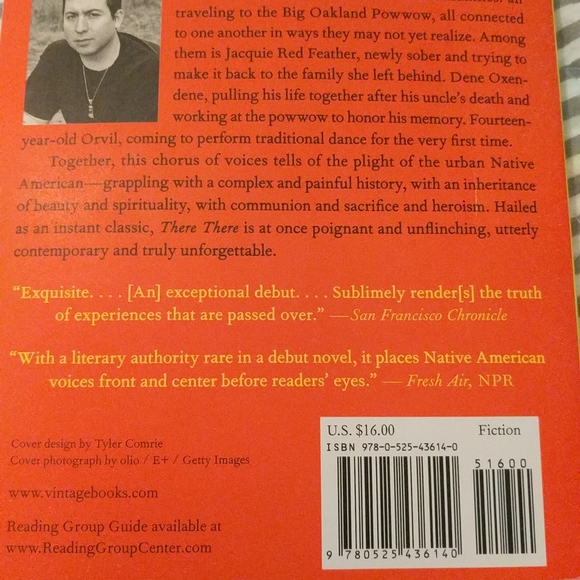 traveling to the Big Oakland Powwow, all connected
to one another in ways they may not yet realize. Among
them is Jacquie Red Feather, newly sober and trying to
make it back to the family she left behind. Dene Oxen-
dene, pulling his life together after his uncle's death and
working at the powwow to honor his memory. Fourteen-
year-old Orvil, coming to perform traditional dance for the very first time.
Together, this chorus of voices tells of the plight of the urban Native
American—grappling with a complex and painful history, with an inheritance
of beauty and spirituality, with communion and sacrifice and heroism. Hailed
as an instant classic, There There is at once poignant and unflinching, utterly
contemporary and truly unforgettable.
“Exquisite. . . . [An] exceptional debut. . . . Sublimely render[s] the truth
of experiences that are passed over.” —San Francisco Chronicle
“With a literary authority rare in a debut novel, it places Native American
voices front and center before readers’ eyes.” — Fresh Air, NPR
Cover design by Tyler Comrie
Cover photograph by olio / E+ / Getty Images
www.vintagebooks.com
Reading Group Guide available at
www.ReadingGroupCenter.com
U.S. $16.00 Fiction
ISBN 978-0-525-43614-0
51600
9 780525 436140